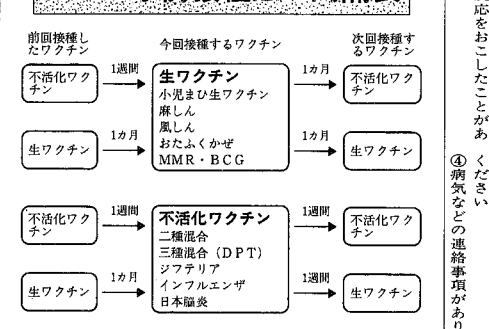 前回接種し
たワクチン
今回接種するワクチン
次回接種す
るワクチン
不活化ワク
チン
1週間
生ワクチン
小児まひ生ワクチン
麻しん
風しん
おたふくかぜ
MMR・BCG
1カ月
不活化ワク
チン
生ワクチン
1カ月
1カ月
生ワクチン
不活化ワク
チン
1週間
不活化ワクチン
二種混合
三種混合（DPT）
ジフテリア
インフルエンザ
日本脳炎
1週間
不活化ワク
チン
生ワクチン
1カ月
1週間
生ワクチン
応をおこしたことがあ
ください
④病気などの連絡事項があり